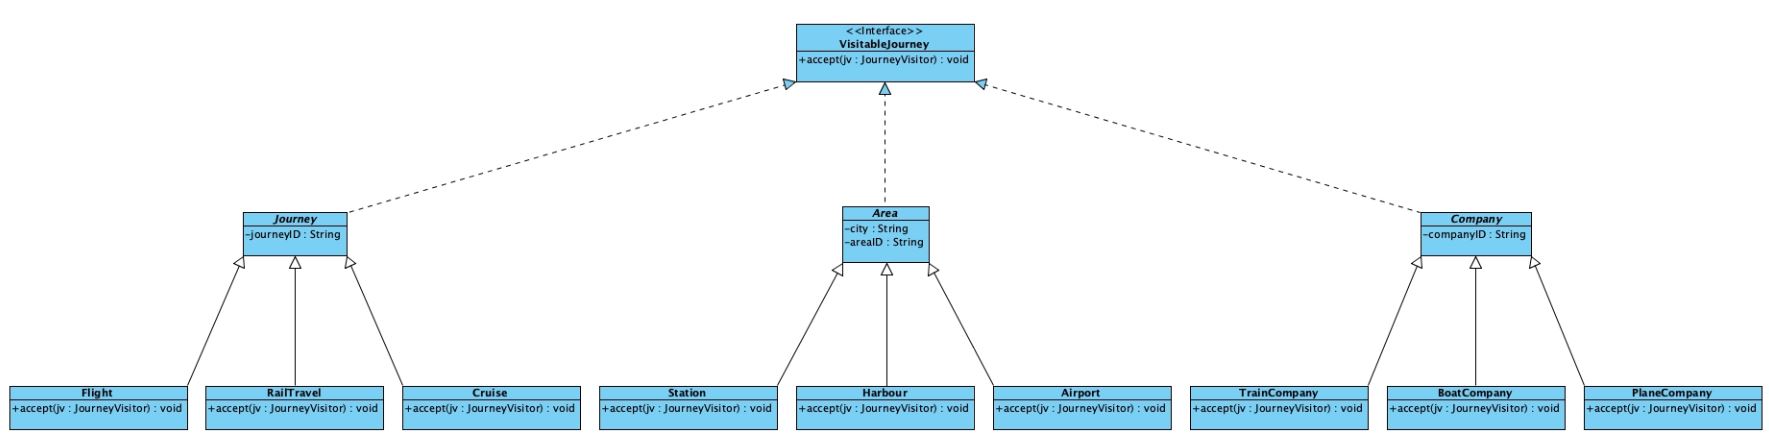 <<Interface>>
VisitableJourney
+accept(jv : JourneyVisitor) : void
Journey
-journeyID : String
Area
-city : String
-areaID : String
Company
-companyID : String
Flight
+accept(jv : JourneyVisitor) : void
RailTravel
+accept(jv : JourneyVisitor) : void
Cruise
+accept(jv : JourneyVisitor) : void
Station
+accept(jv : JourneyVisitor) : void
Harbour
+accept(jv : JourneyVisitor) : void
Airport
+accept(jv : JourneyVisitor) : void
TrainCompany
+accept(jv : JourneyVisitor) : void
BoatCompany
+accept(jv : JourneyVisitor) : void
PlaneCompany
+accept(jv : JourneyVisitor) : void